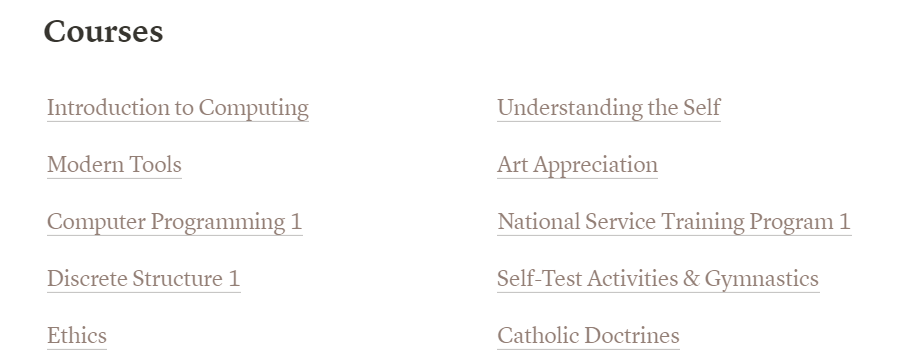 Courses
Introduction to Computing
Modern Tools
Computer Programming 1
Discrete Structure 1
Ethics
Understanding the Self
Art Appreciation
National Service Training Program 1
Self-Test Activities & Gymnastics
Catholic Doctrines